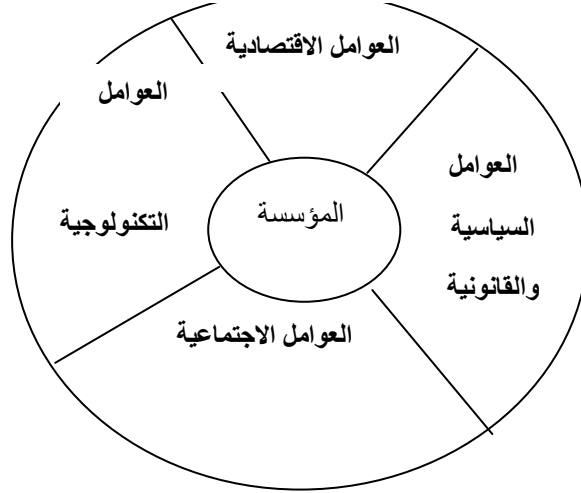 العوامل الاقتصادية
العوامل
التكنولوجية
العوامل
السياسية
والقانونية
المؤسسة
العوامل الاجتماعية